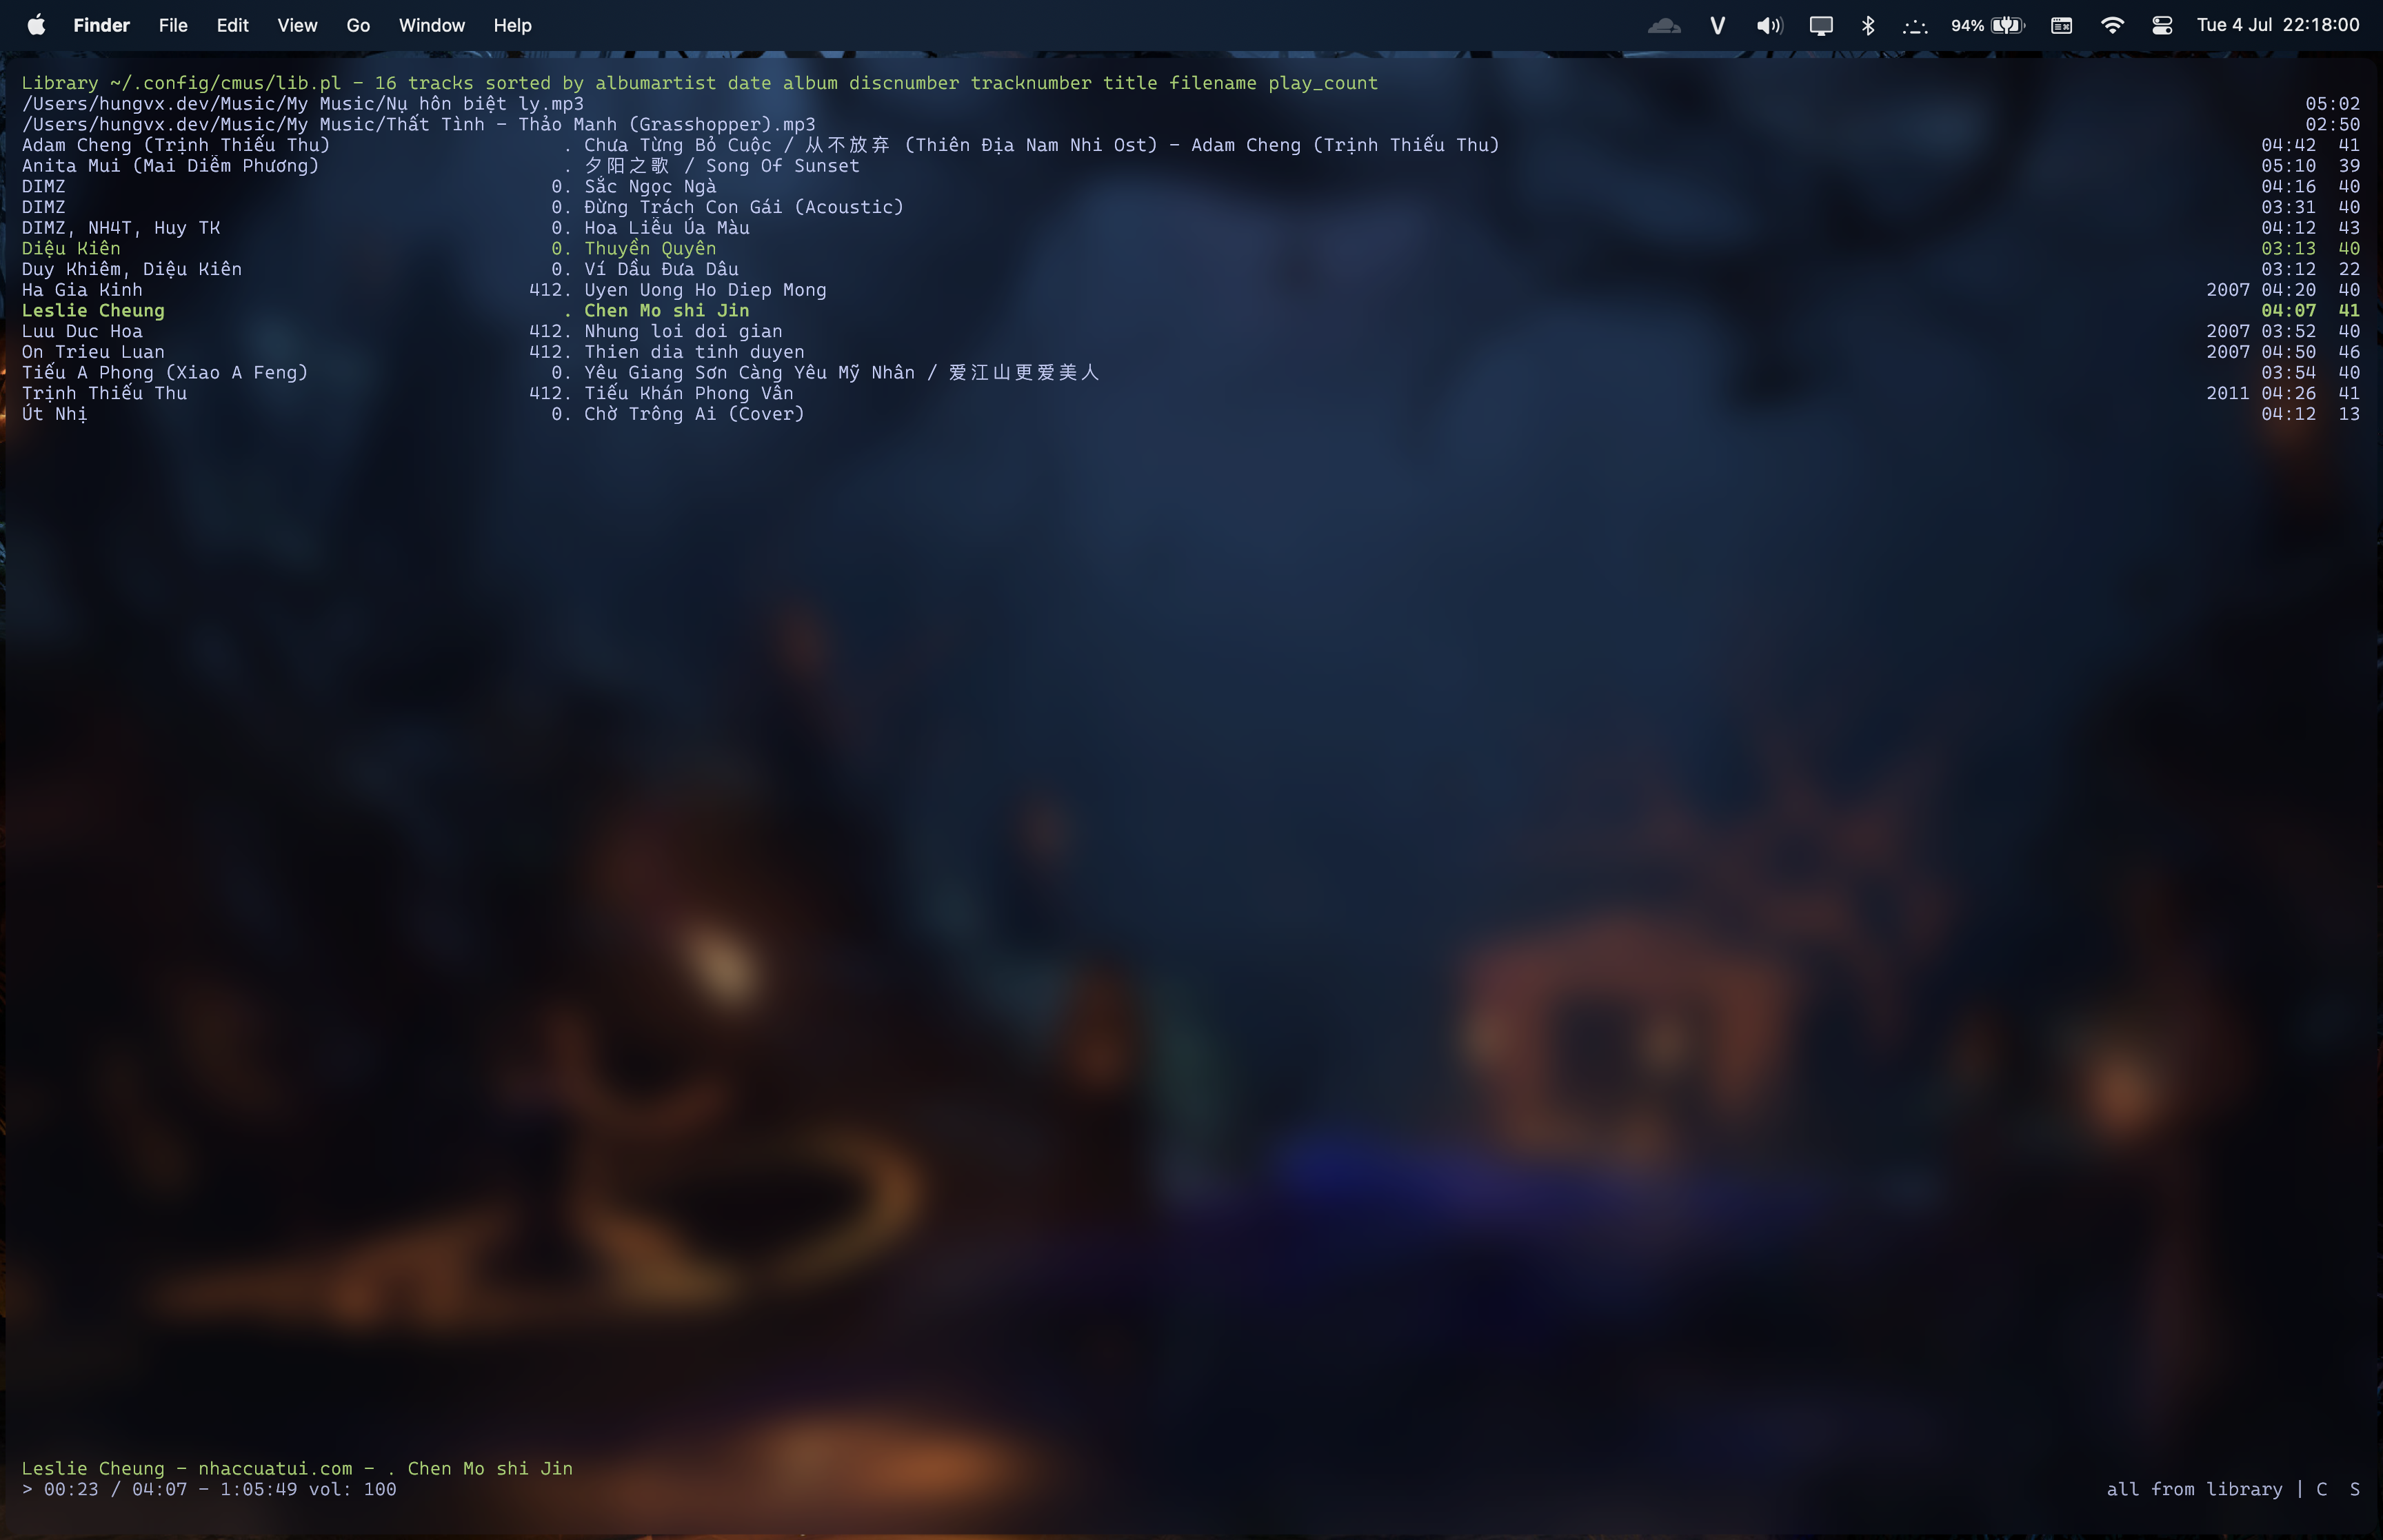 Finder File Edit View Go Window Help V 94% Tue 4 Jul 22:18:00
Library ~/.config/cmus/lib.pl - 16 tracks sorted by albumartist date album discnumber tracknumber title filename play_count
/Users/hungvx.dev/Music/My Music/Nụ hôn biệt ly.mp3 05:02
/Users/hungvx.dev/Music/My Music/Thất Tình - Thảo Manh (Grasshopper).mp3 02:50
Adam Cheng (Trịnh Thiếu Thu) . Chưa Từng Bỏ Cuộc / 从不放弃 (Thiên Địa Nam Nhi Ost) - Adam Cheng (Trịnh Thiếu Thu) 04:42 41
Anita Mui (Mai Diễm Phương) . 夕阳之歌 / Song Of Sunset 05:10 39
DIMZ 0. Sắc Ngọc Ngà 04:16 40
DIMZ 0. Đừng Trách Con Gái (Acoustic) 03:31 40
DIMZ, NH4T, Huy TK 0. Hoa Liễu Úa Màu 04:12 43
Diệu Kiên 0. Thuyền Quyên 03:13 40
Duy Khiêm, Diệu Kiên 0. Ví Dầu Đưa Dâu 03:12 22
Ha Gia Kinh 412. Uyen Uong Ho Diep Mong 2007 04:20 40
Leslie Cheung . Chen Mo shi Jin 04:07 41
Luu Duc Hoa 412. Nhung loi doi gian 2007 03:52 40
On Trieu Luan 412. Thien dia tinh duyen 2007 04:50 46
Tiếu A Phong (Xiao A Feng) 0. Yêu Giang Sơn Càng Yêu Mỹ Nhân / 爱江山更爱美人 03:54 40
Trịnh Thiếu Thu 412. Tiếu Khán Phong Vân 2011 04:26 41
Út Nhị 0. Chờ Trông Ai (Cover) 04:12 13
Leslie Cheung - nhaccuatui.com - . Chen Mo shi Jin
> 00:23 / 04:07 - 1:05:49 vol: 100 all from library | C S